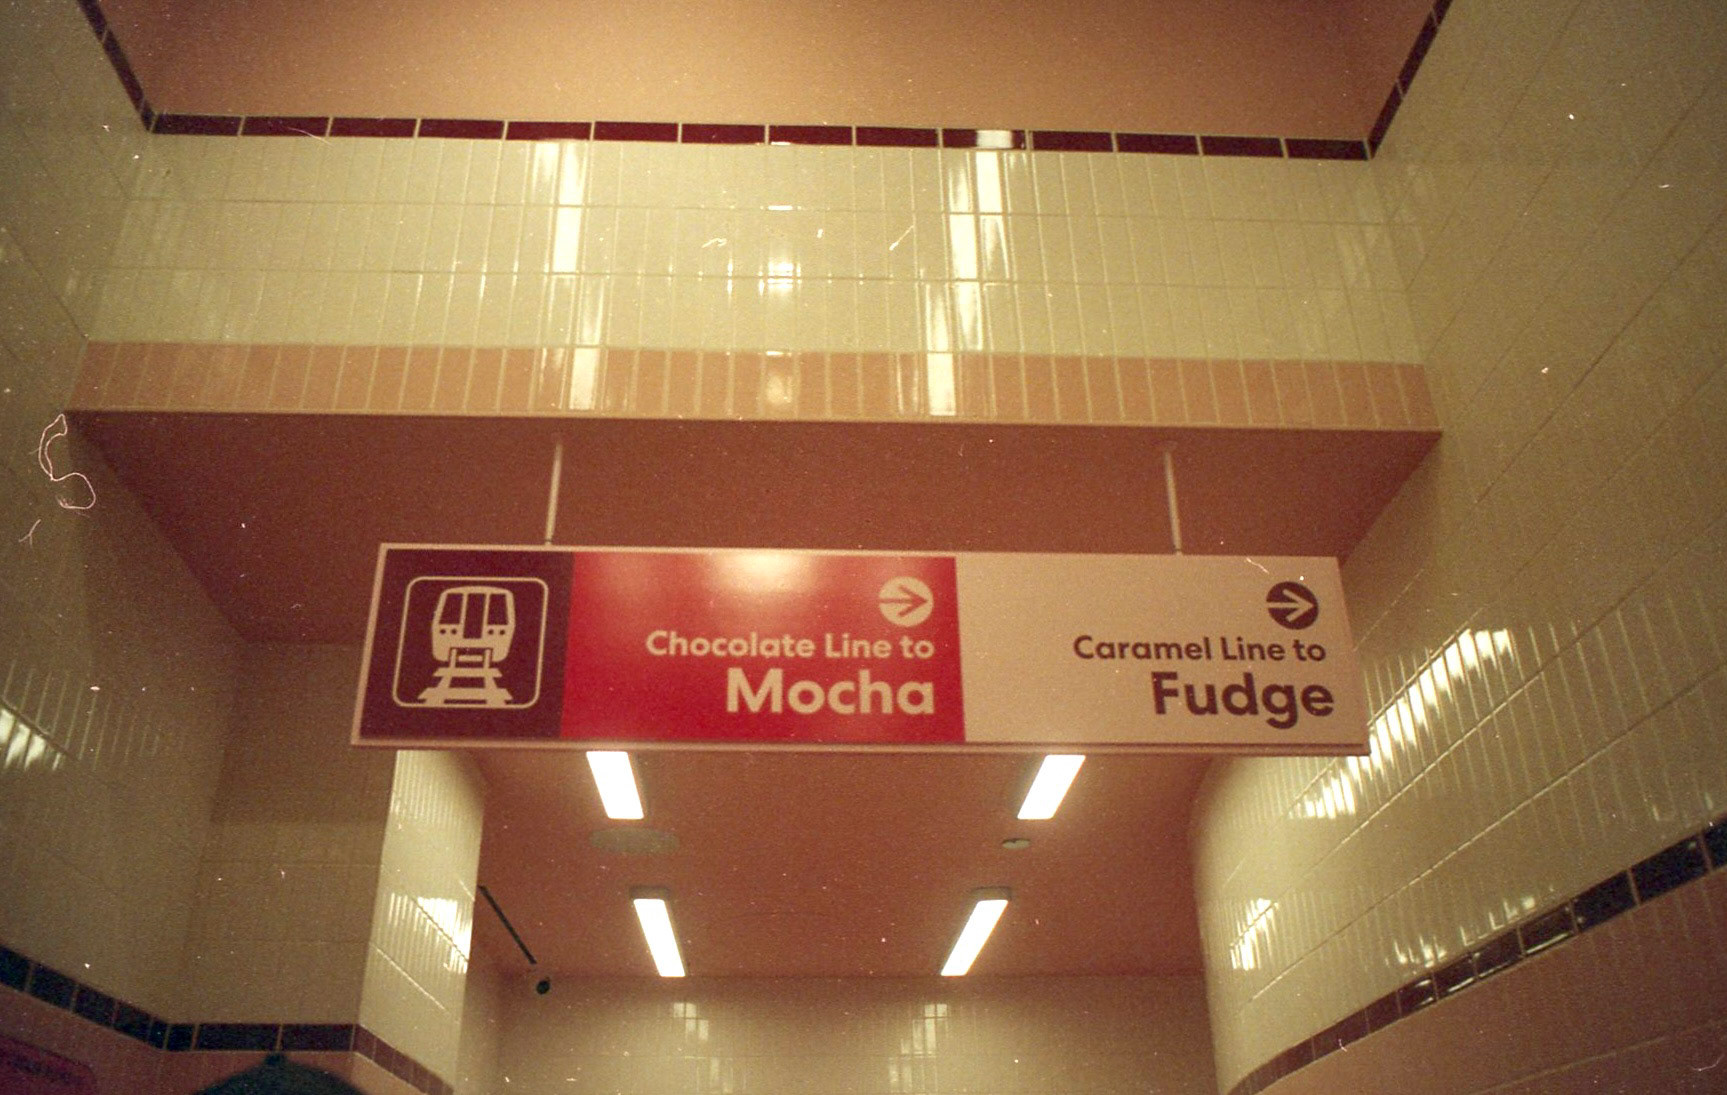 Chocolate Line to
Mocha
Caramel Line to
Fudge